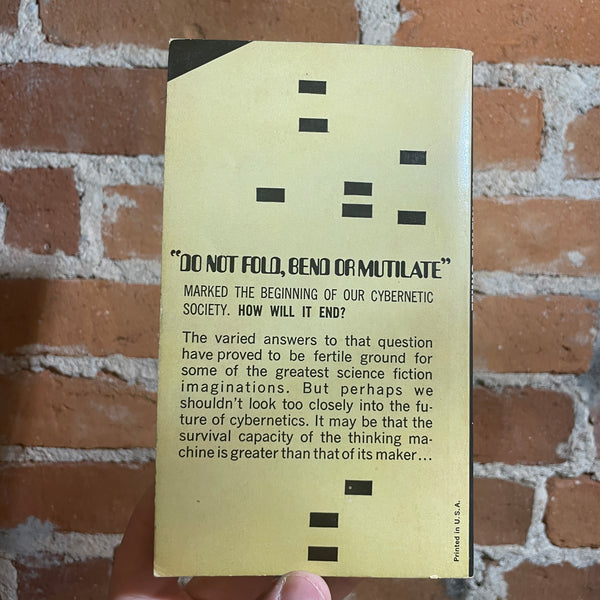 "DO NOT FOLD, BEND OR MUTILATE"
MARKED THE BEGINNING OF OUR CYBERNETIC
SOCIETY. HOW WILL IT END?
The varied answers to that question
have proved to be fertile ground for
some of the greatest science fiction
imaginations. But perhaps we
shouldn't look too closely into the fu-
ture of cybernetics. It may be that the
survival capacity of the thinking ma-
chine is greater than that of its maker...
Printed in U.S.A.